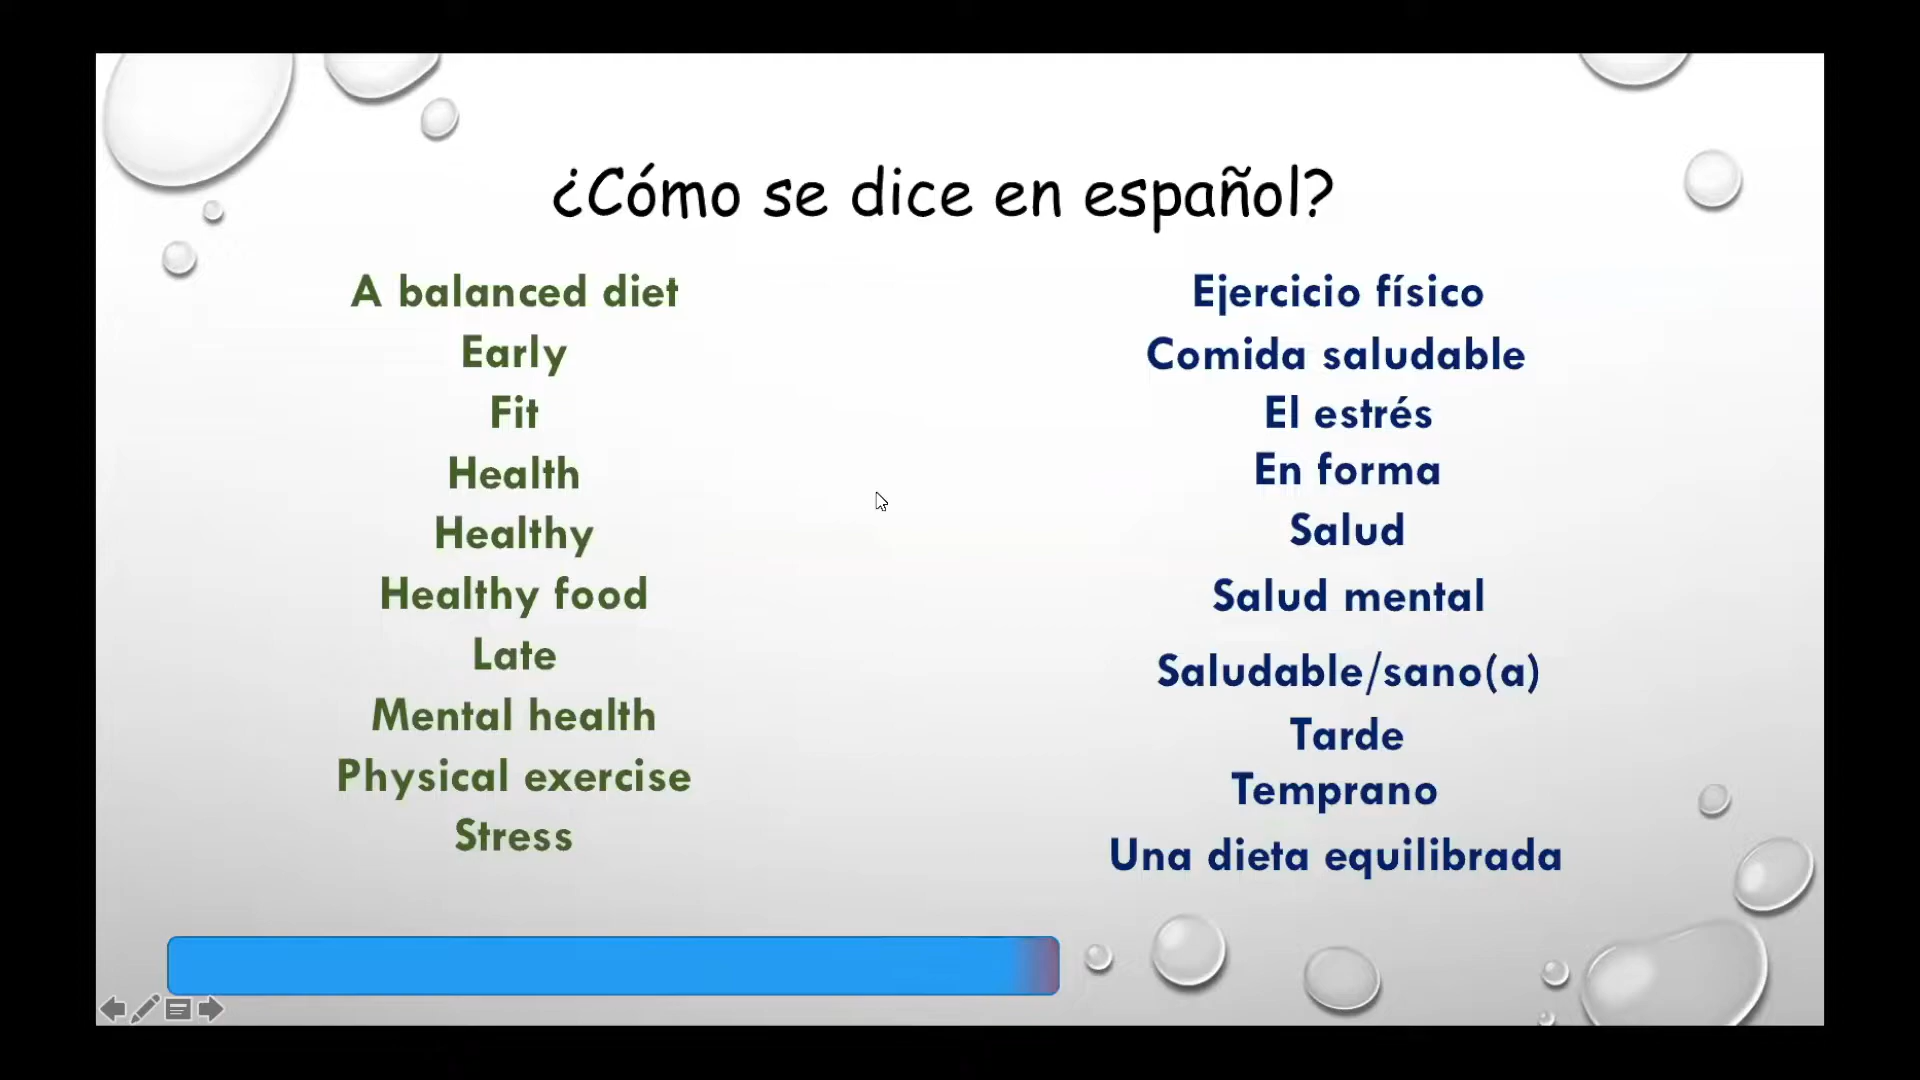 ¿Cómo se dice en español?
A balanced diet
Early
Fit
Health
Healthy
Healthy food
Late
Mental health
Physical exercise
Stress
Ejercicio físico
Comida saludable
El estrés
En forma
Salud
Salud mental
Saludable/sano(a)
Tarde
Temprano
Una dieta equilibrada